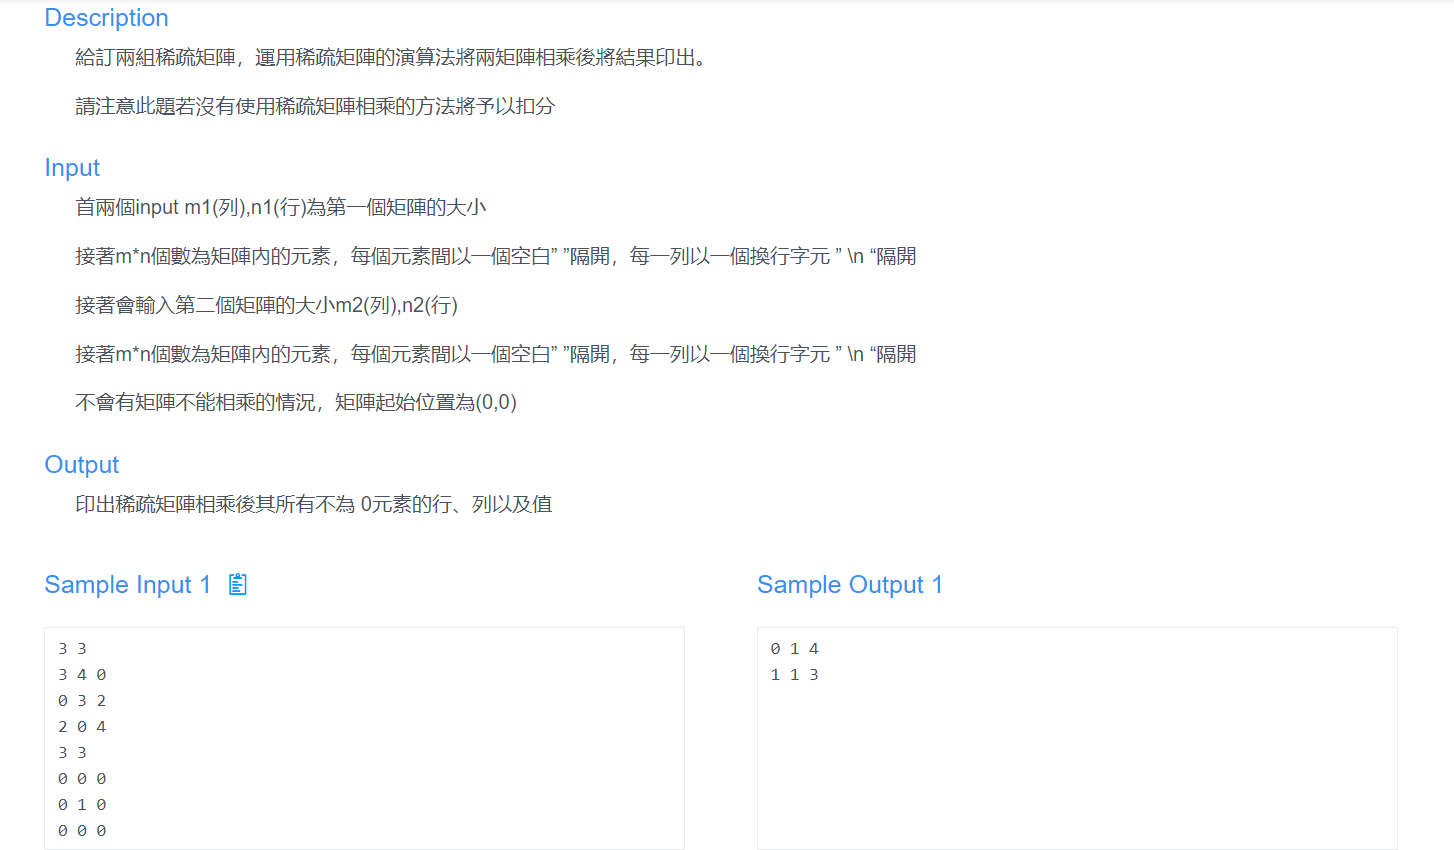 Description
給訂兩組稀疏矩陣，運用稀疏矩陣的演算法將兩矩陣相乘後將結果印出。
請注意此題若沒有使用稀疏矩陣相乘的方法將予以扣分
Input
首兩個input m1(列),n1(行)為第一個矩陣的大小
接著m*n個數為矩陣內的元素，每個元素間以一個空白” ”隔開，每一列以一個換行字元 ” \n “隔開
接著會輸入第二個矩陣的大小m2(列),n2(行)
接著m*n個數為矩陣內的元素，每個元素間以一個空白” ”隔開，每一列以一個換行字元 ” \n “隔開
不會有矩陣不能相乘的情況，矩陣起始位置為(0,0)
Output
印出稀疏矩陣相乘後其所有不為 0元素的行、列以及值
Sample Input 1
3 3
3 4 0
0 3 2
2 0 4
3 3
0 0 0
0 1 0
0 0 0
Sample Output 1
0 1 4
1 1 3